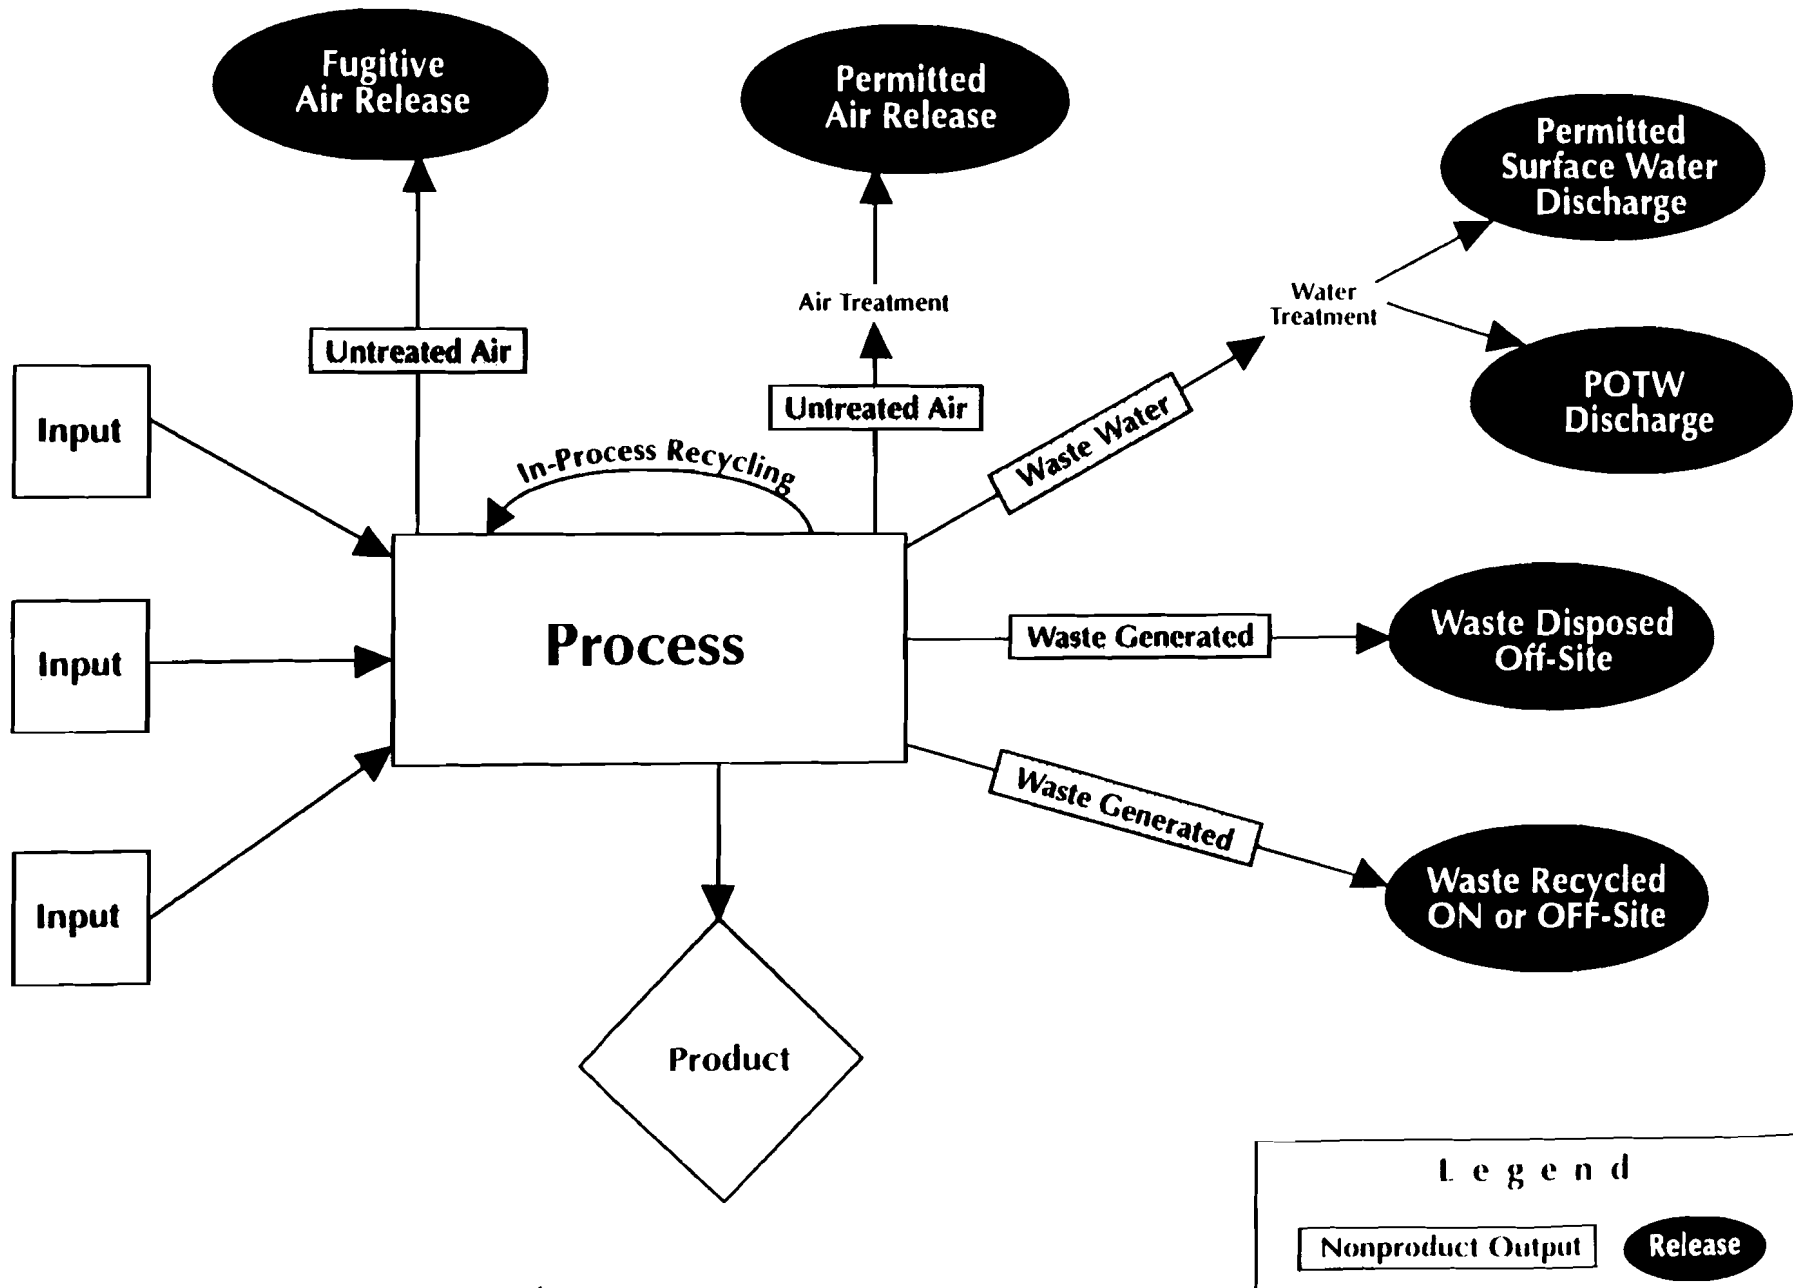 Fugitive
Air Release
Permitted
Air Release
Permitted
Surface Water
Discharge
Air Treatment
Water
Treatment
Untreated Air
Untreated Air
POTW
Discharge
Input
In-Process Recycling
Waste Water
Process
Waste Generated
Waste Disposed
Off-Site
Input
Waste Generated
Waste Recycled
ON or OFF-Site
Input
Product
Legend
Nonproduct Output
Release